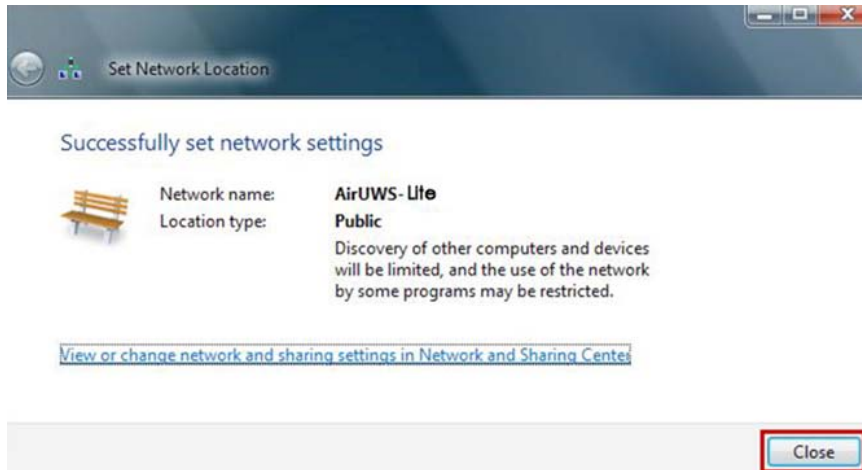 Set Network Location
Successfully set network settings
Network name: AirUWS-Lite
Location type: Public
Discovery of other computers and devices
will be limited, and the use of the network
by some programs may be restricted.
View or change network and sharing settings in Network and Sharing Center
Close